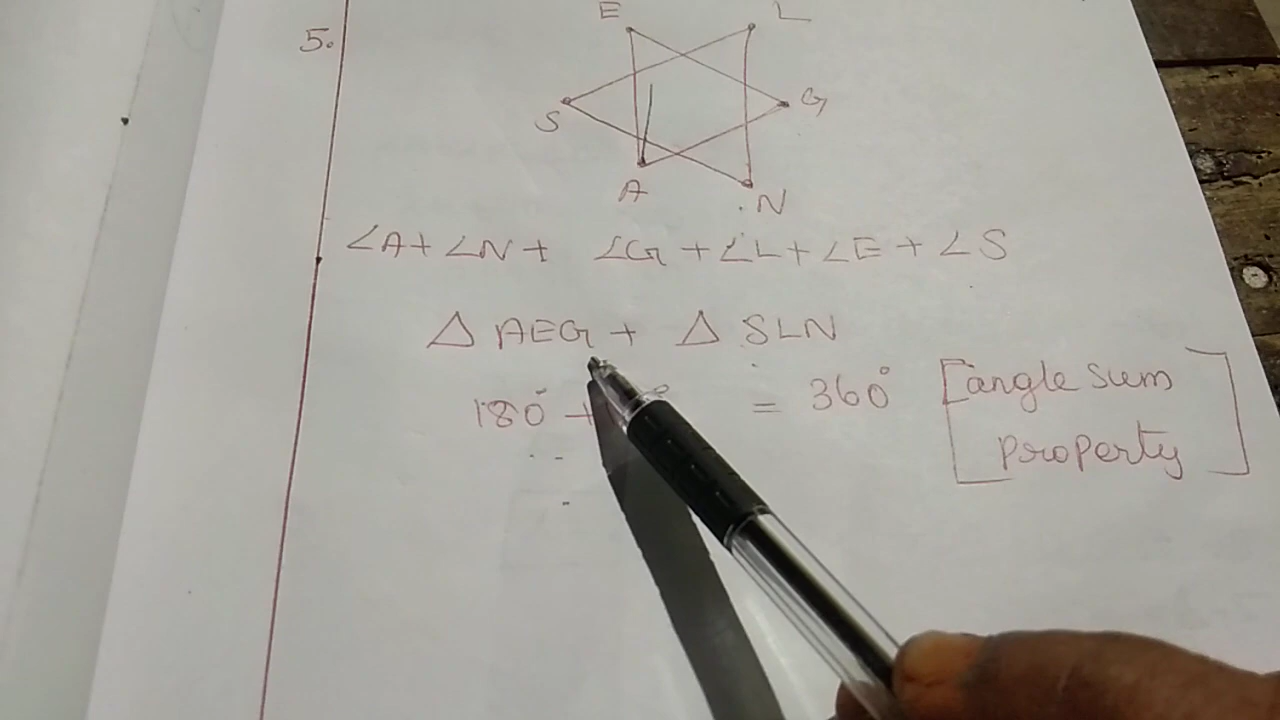 5.
E L
S G
A N
∠A+ ∠N + ∠G + ∠L + ∠E + ∠S
△ AEG + △ SLN
180° + ° = 360° [angle sum
property]